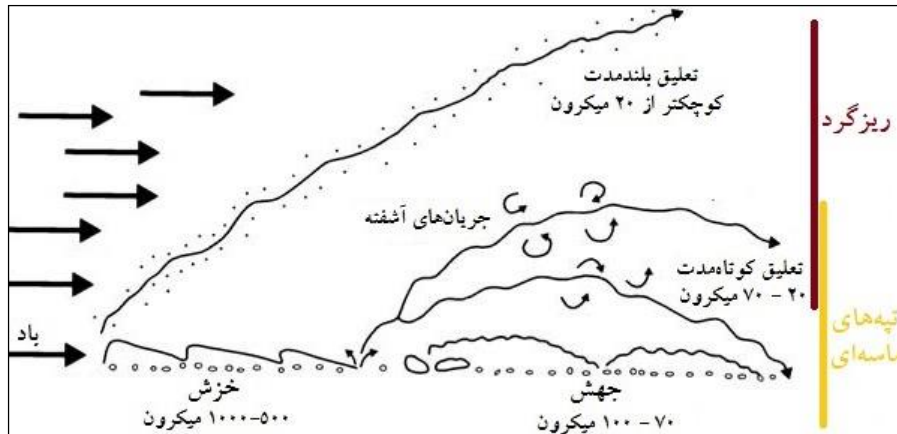 تعلیق بلندمدت
کوچکتر از ۲۰ میکرون
ریزگرد
جریان‌های آشفته
تعلیق کوتاه‌مدت
۲۰ - ۷۰ میکرون
تپه‌های
ماسه‌ای
باد
خزش
۵۰۰-۱۰۰۰ میکرون
جهش
۷۰ - ۱۰۰ میکرون